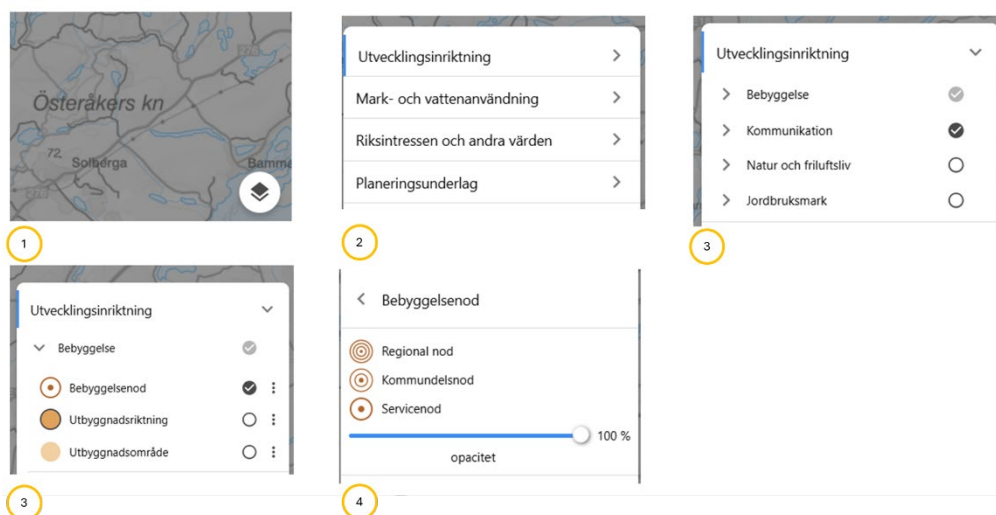 276
Österåkers kn
72
Solberga
Bamma
1
Utvecklingsinriktning
Mark- och vattenanvändning
Riksintressen och andra värden
Planeringsunderlag
2
Utvecklingsinriktning
Bebyggelse
Kommunikation
Natur och friluftsliv
Jordbruksmark
3
Utvecklingsinriktning
Bebyggelse
Bebyggelsenod
Utbyggnadsriktning
Utbyggnadsområde
3
Bebyggelsenod
Regional nod
Kommundelsnod
Servicenod
100 %
opacitet
4